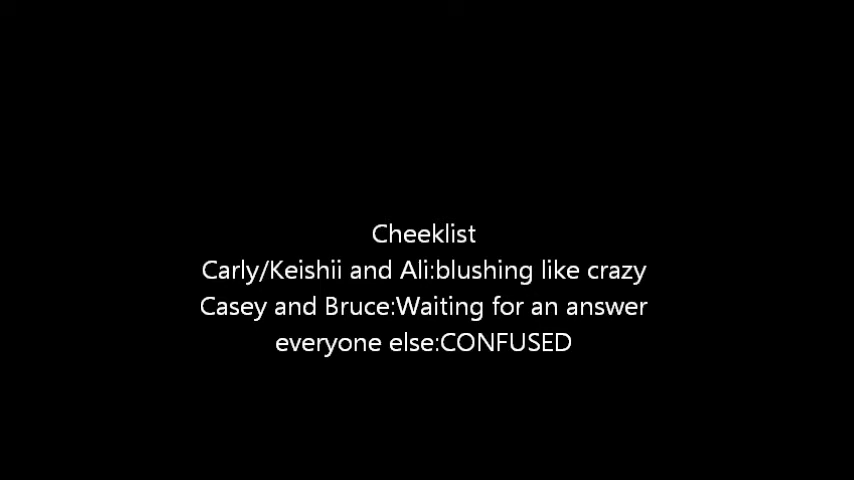 Cheeklist
Carly/Keishii and Ali:blushing like crazy
Casey and Bruce:Waiting for an answer
everyone else:CONFUSED